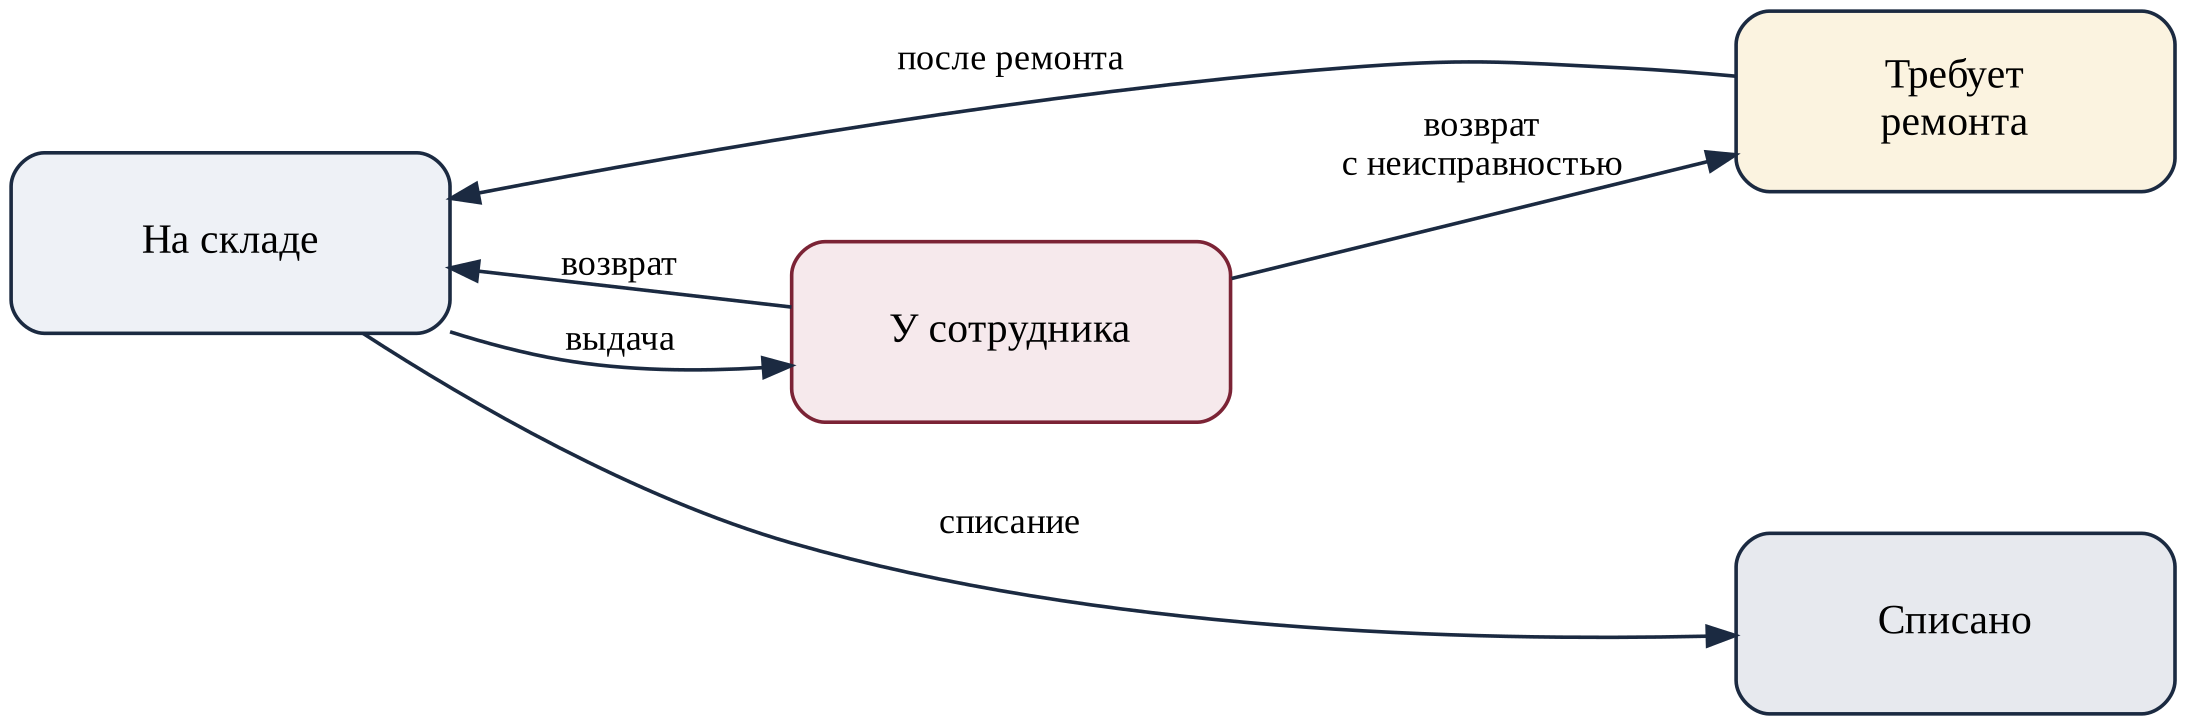 после ремонта
Требует
ремонта
возврат
с неисправностью
На складе
возврат
У сотрудника
выдача
списание
Списано